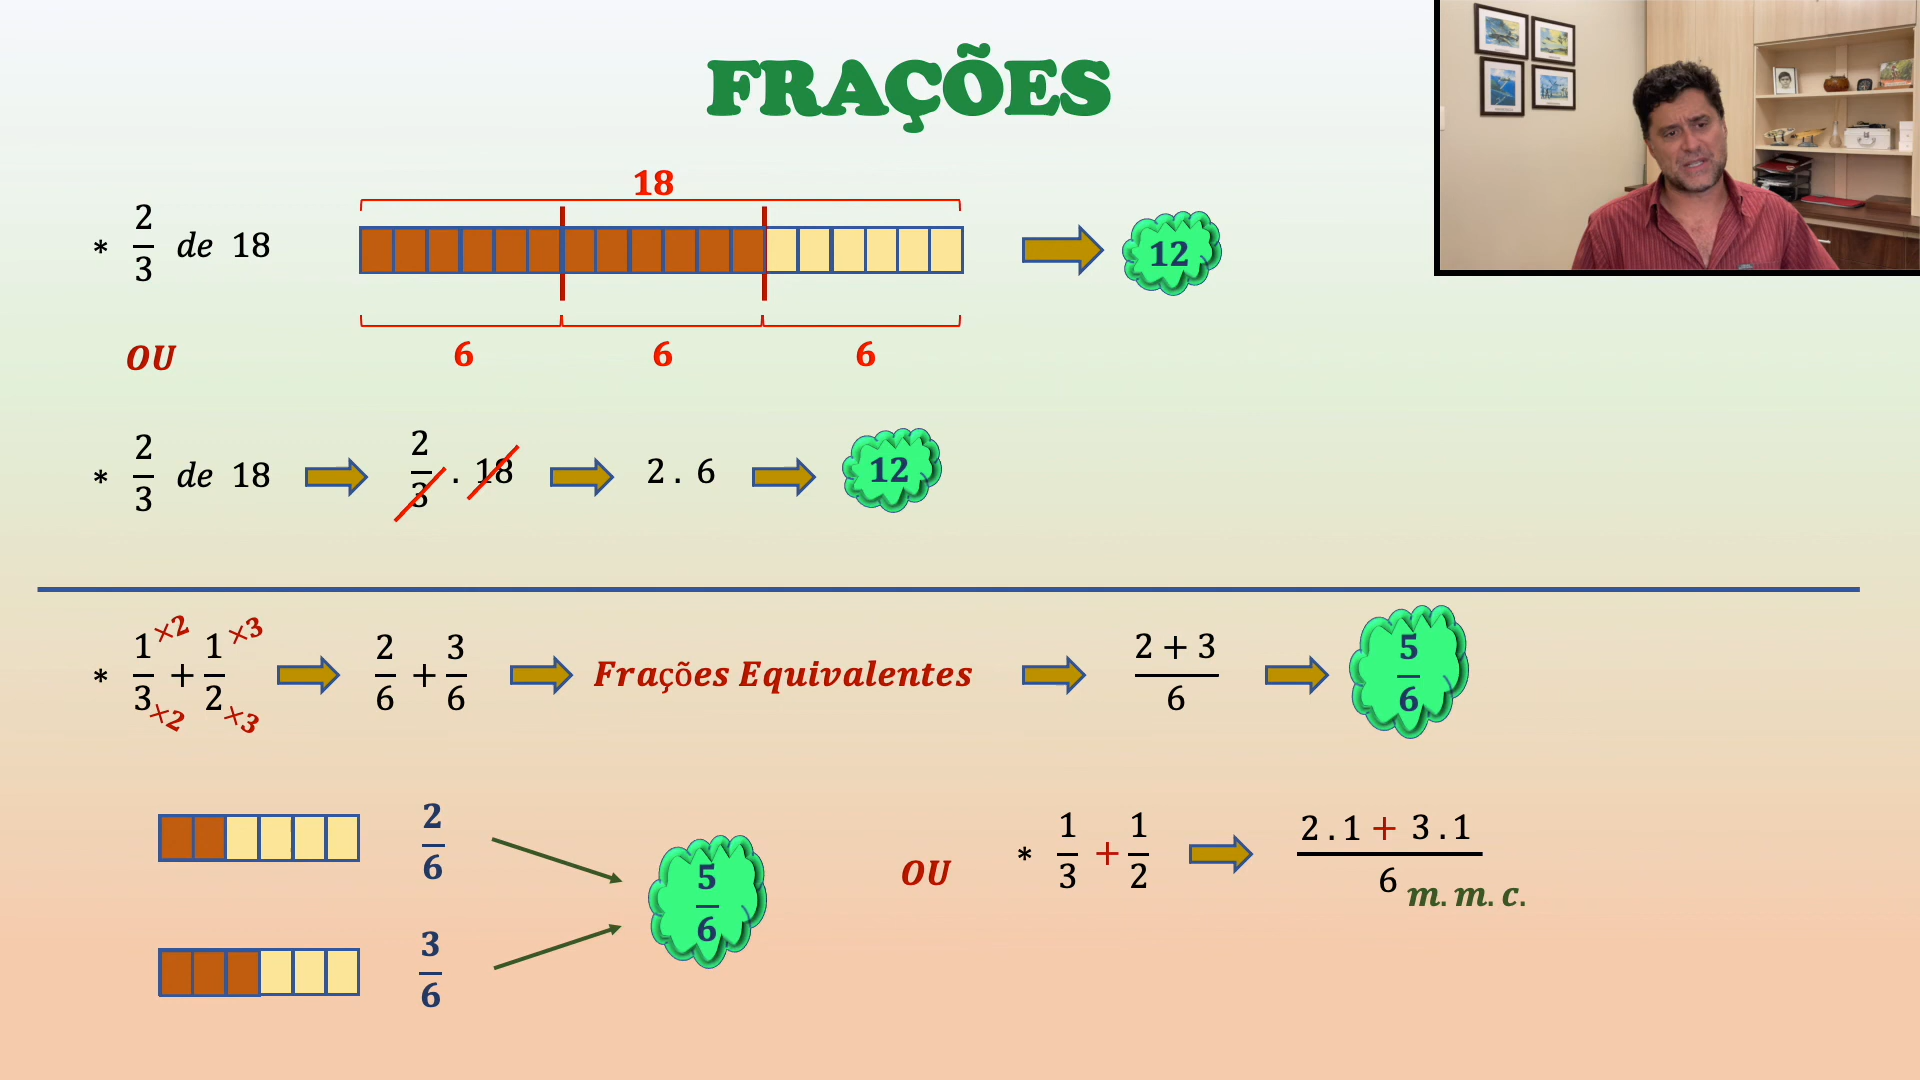 FRAÇÕES
18
* 2/3 de 18
12
6 6 6
OU
* 2/3 de 18 2/3 . 18 2 . 6 12
* 1×2/3×2 + 1×3/2×3 2/6 + 3/6 Frações Equivalentes 2 + 3/6 5/6
2/6
5/6
3/6
OU * 1/3 + 1/2 2 . 1 + 3 . 1/6 m. m. c.